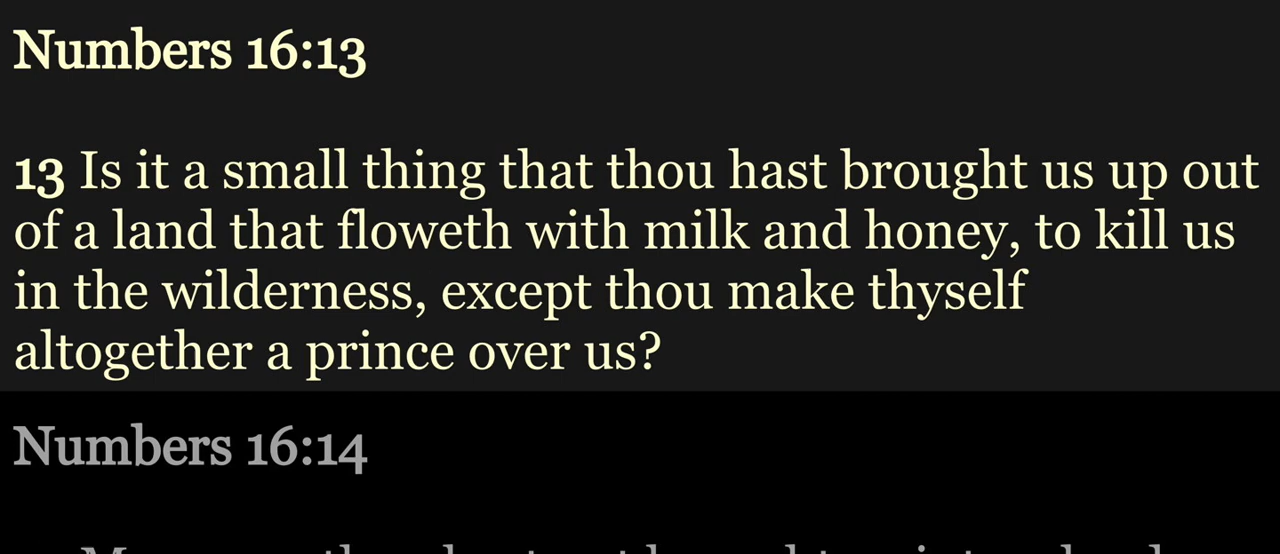 Numbers 16:13
13 Is it a small thing that thou hast brought us up out
of a land that floweth with milk and honey, to kill us
in the wilderness, except thou make thyself
altogether a prince over us?
Numbers 16:14